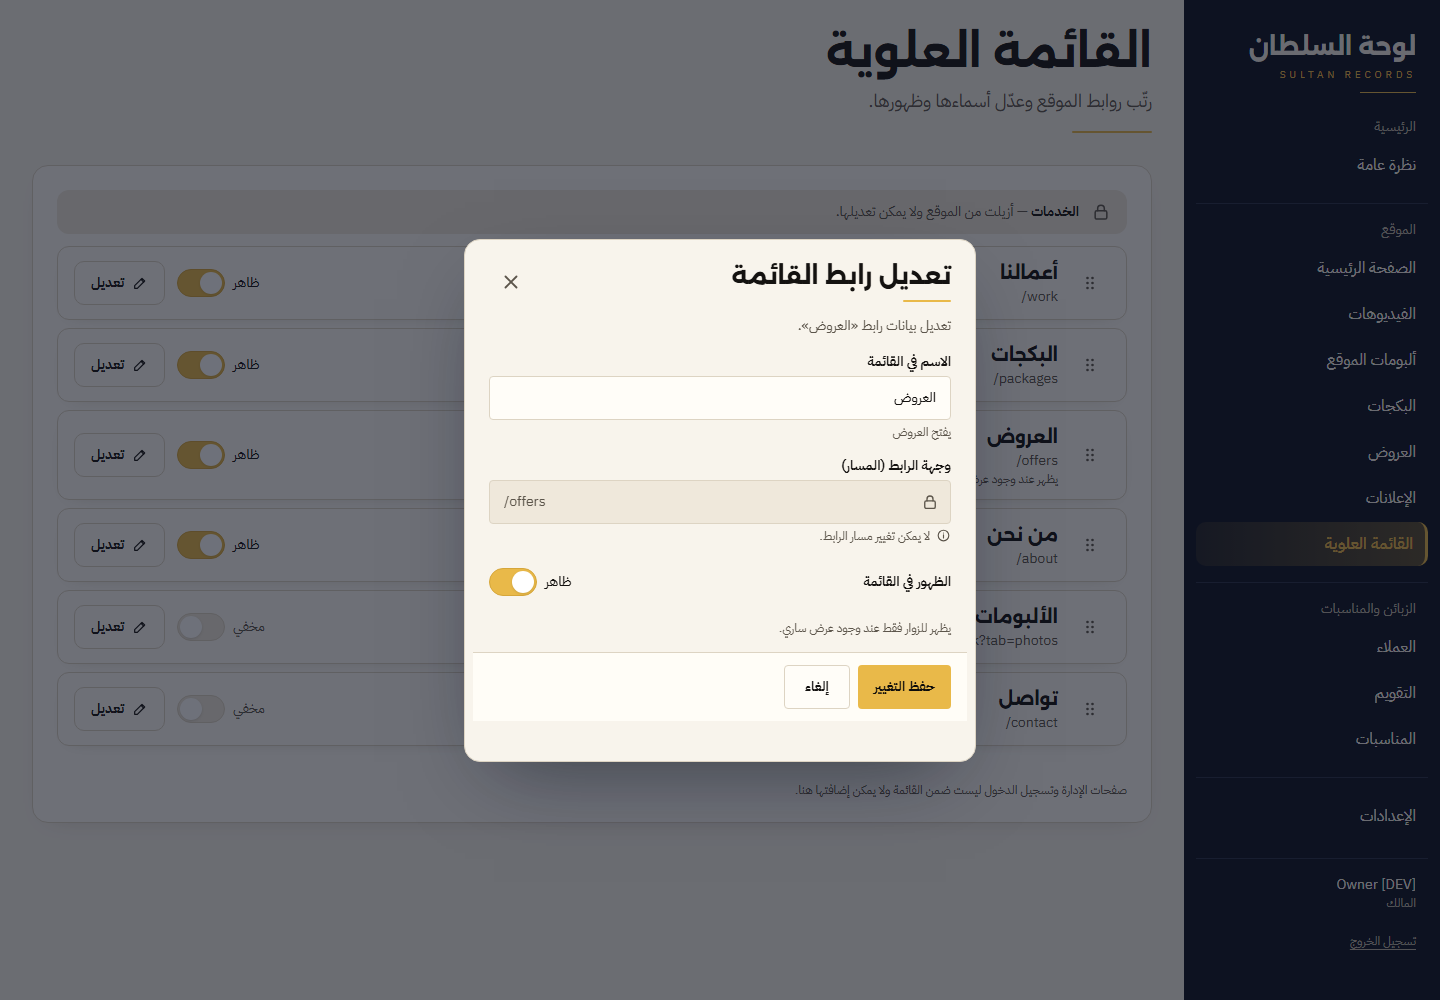 لوحة السلطان
SULTAN RECORDS
الرئيسية
نظرة عامة
الموقع
الصفحة الرئيسية
الفيديوهات
ألبومات الموقع
البكجات
العروض
الإعلانات
القائمة العلوية
الزبائن والمناسبات
العملاء
التقويم
المناسبات
الإعدادات
Owner [DEV]
المالك
تسجيل الخروج
القائمة العلوية
رتّب روابط الموقع وعدّل أسماءها وظهورها.
الخدمات — أزيلت من الموقع ولا يمكن تعديلها.
أعمالنا
/work
ظاهر
تعديل
البكجات
/packages
ظاهر
تعديل
العروض
/offers
يظهر عند وجود
ظاهر
تعديل
من نحن
/about
ظاهر
تعديل
الألبومات
?tab=photos
مخفي
تعديل
تواصل
/contact
مخفي
تعديل
صفحات الإدارة وتسجيل الدخول ليست ضمن القائمة ولا يمكن إضافتها هنا.
تعديل رابط القائمة
تعديل بيانات رابط «العروض».
الاسم في القائمة
العروض
يفتح العروض
وجهة الرابط (المسار)
/offers
لا يمكن تغيير مسار الرابط.
الظهور في القائمة
ظاهر
يظهر للزوار فقط عند وجود عرض ساري.
حفظ التغيير
إلغاء